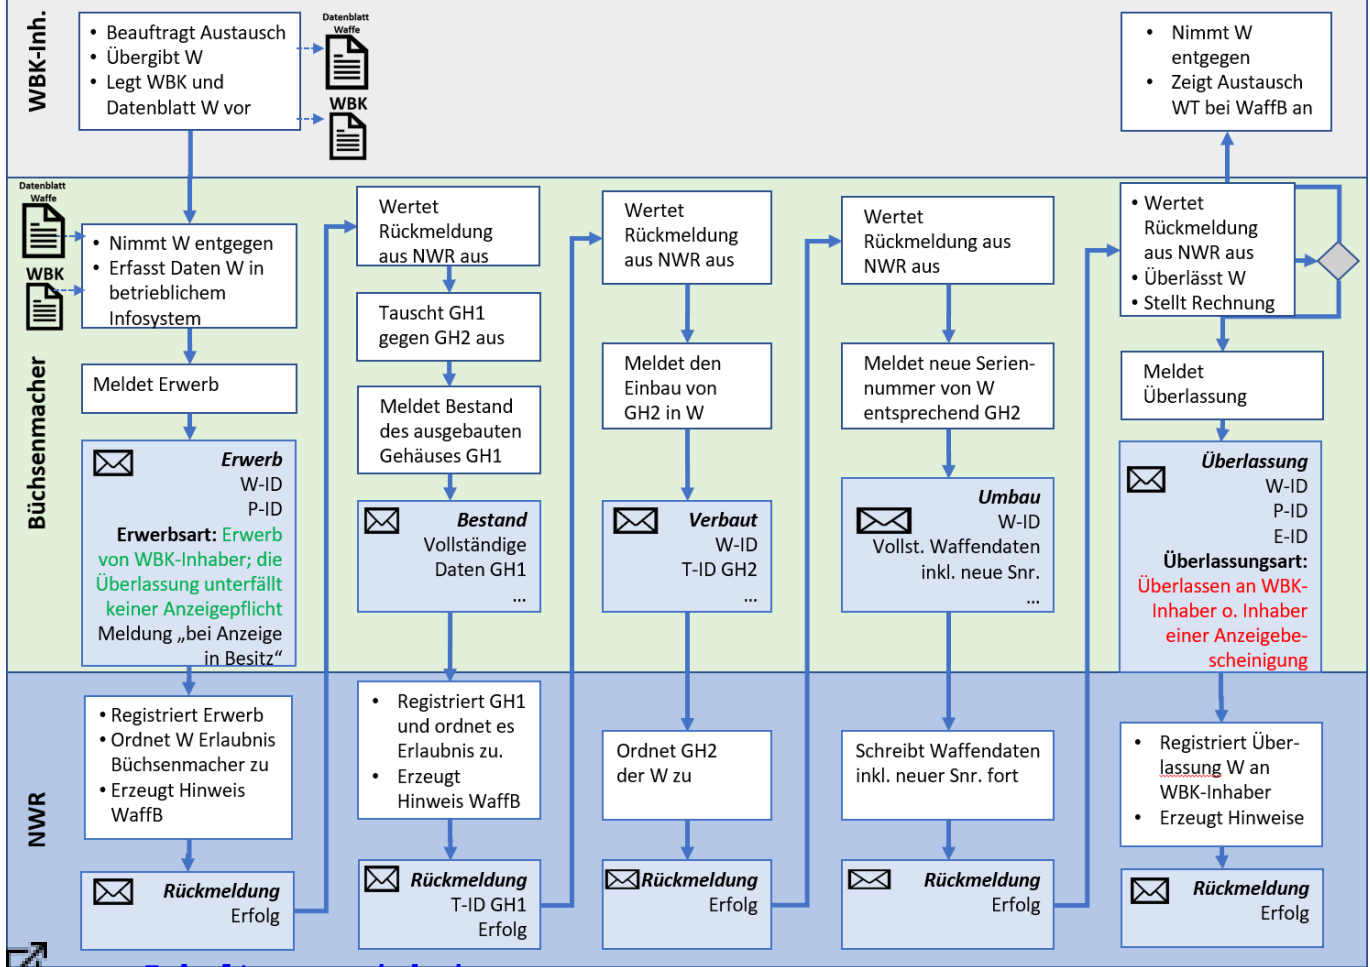 WBK-Inh.
• Beauftragt Austausch
• Übergibt W
• Legt WBK und
Datenblatt W vor
Datenblatt
Waffe
WBK
• Nimmt W
entgegen
• Zeigt Austausch
WT bei WaffB an
Büchsenmacher
Datenblatt
Waffe
WBK
• Nimmt W entgegen
• Erfasst Daten W in
betrieblichem
Infosystem
Meldet Erwerb
Erwerb
W-ID
P-ID
Erwerbsart: Erwerb
von WBK-Inhaber; die
Überlassung unterfällt
keiner Anzeigepflicht
Meldung „bei Anzeige
in Besitz“
Wertet
Rückmeldung
aus NWR aus
Tauscht GH1
gegen GH2 aus
Meldet Bestand
des ausgebauten
Gehäuses GH1
Bestand
Vollständige
Daten GH1
...
Wertet
Rückmeldung
aus NWR aus
Meldet den
Einbau von
GH2 in W
Verbaut
W-ID
T-ID GH2
...
Wertet
Rückmeldung aus
NWR aus
Meldet neue Serien-
nummer von W
entsprechend GH2
Umbau
W-ID
Vollst. Waffendaten
inkl. neue Snr.
...
• Wertet
Rückmeldung
aus NWR aus
• Überlässt W
• Stellt Rechnung
Meldet
Überlassung
Überlassung
W-ID
P-ID
E-ID
Überlassungsart:
Überlassen an WBK-
Inhaber o. Inhaber
einer Anzeigebe-
scheinigung
NWR
• Registriert Erwerb
• Ordnet W Erlaubnis
Büchsenmacher zu
• Erzeugt Hinweis
WaffB
Rückmeldung
Erfolg
• Registriert GH1
und ordnet es
Erlaubnis zu.
• Erzeugt
Hinweis WaffB
Rückmeldung
T-ID GH1
Erfolg
Ordnet GH2
der W zu
Rückmeldung
Erfolg
Schreibt Waffendaten
inkl. neuer Snr. fort
Rückmeldung
Erfolg
• Registriert Über-
lassung W an
WBK-Inhaber
• Erzeugt Hinweise
Rückmeldung
Erfolg